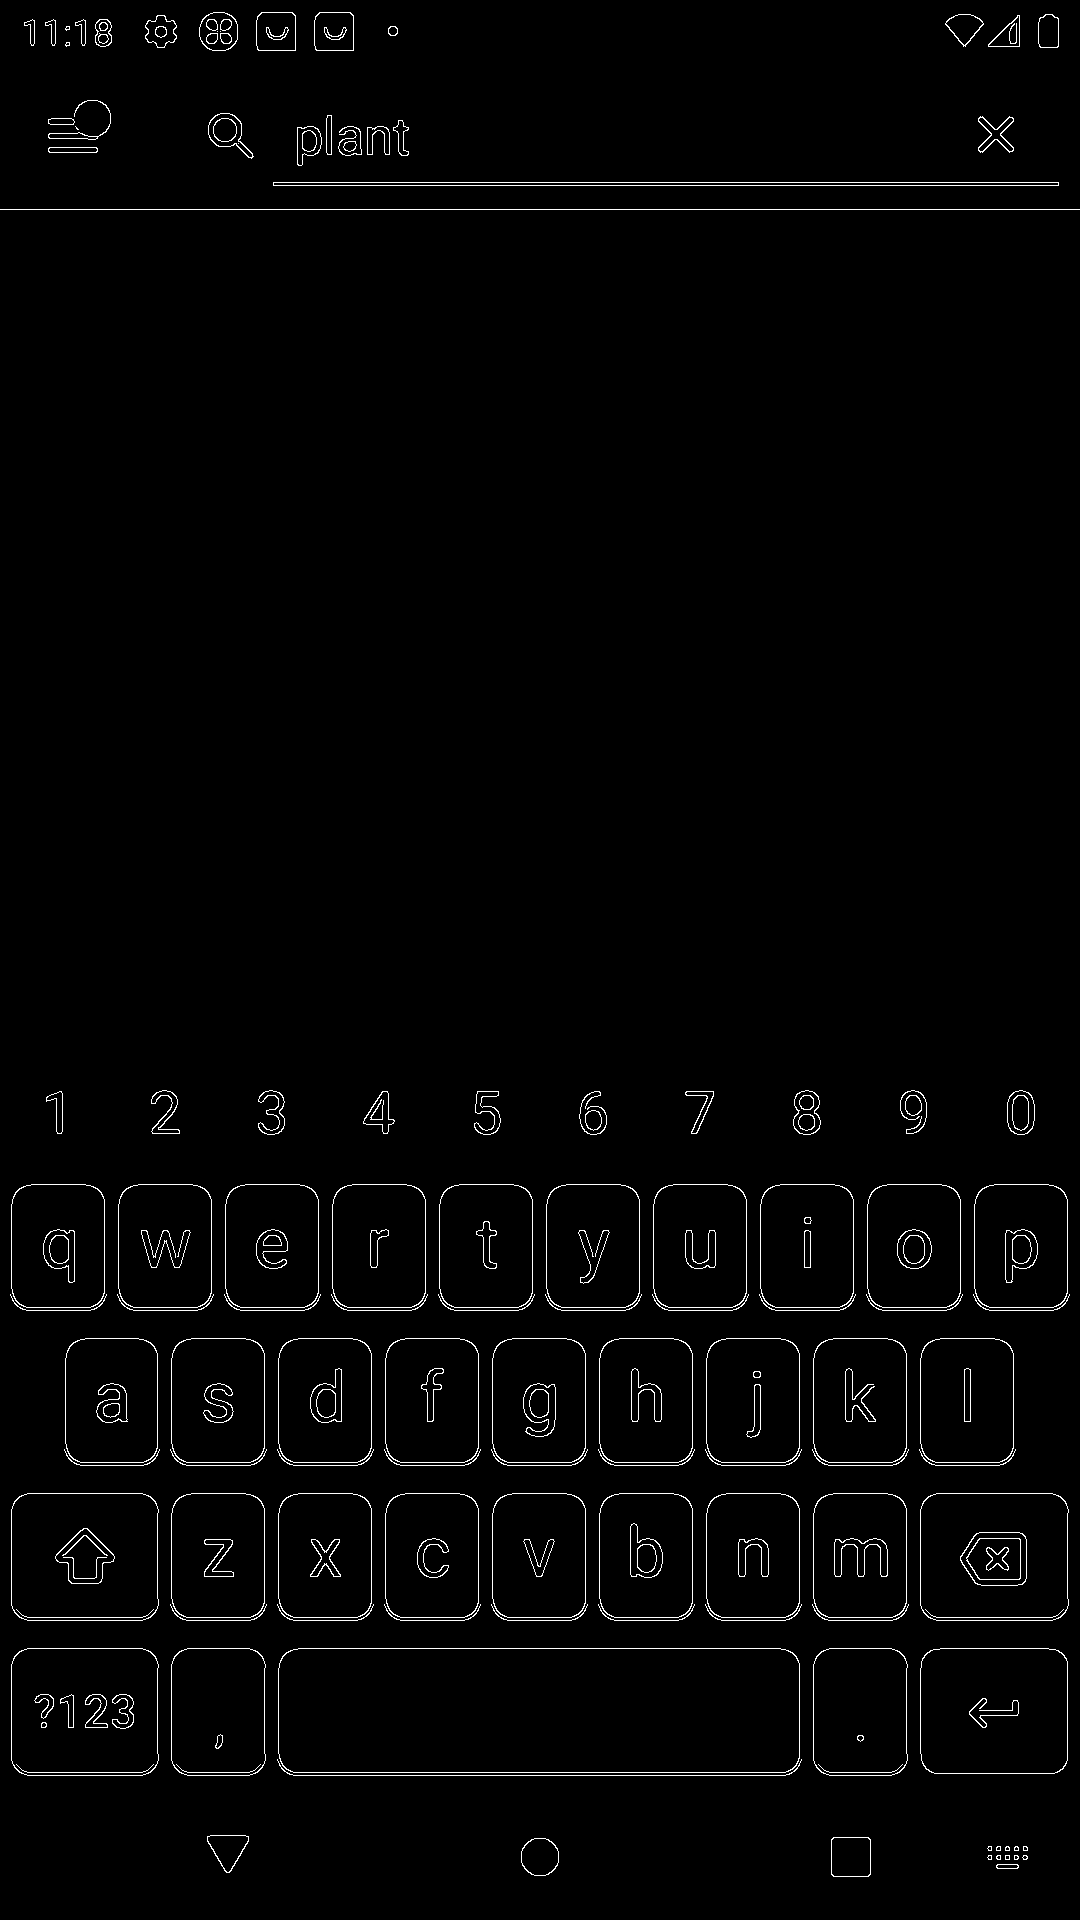 11:18
plant
1 2 3 4 5 6 7 8 9 0
q w e r t y u i o p
a s d f g h j k l
z x c v b n m
?123 , .